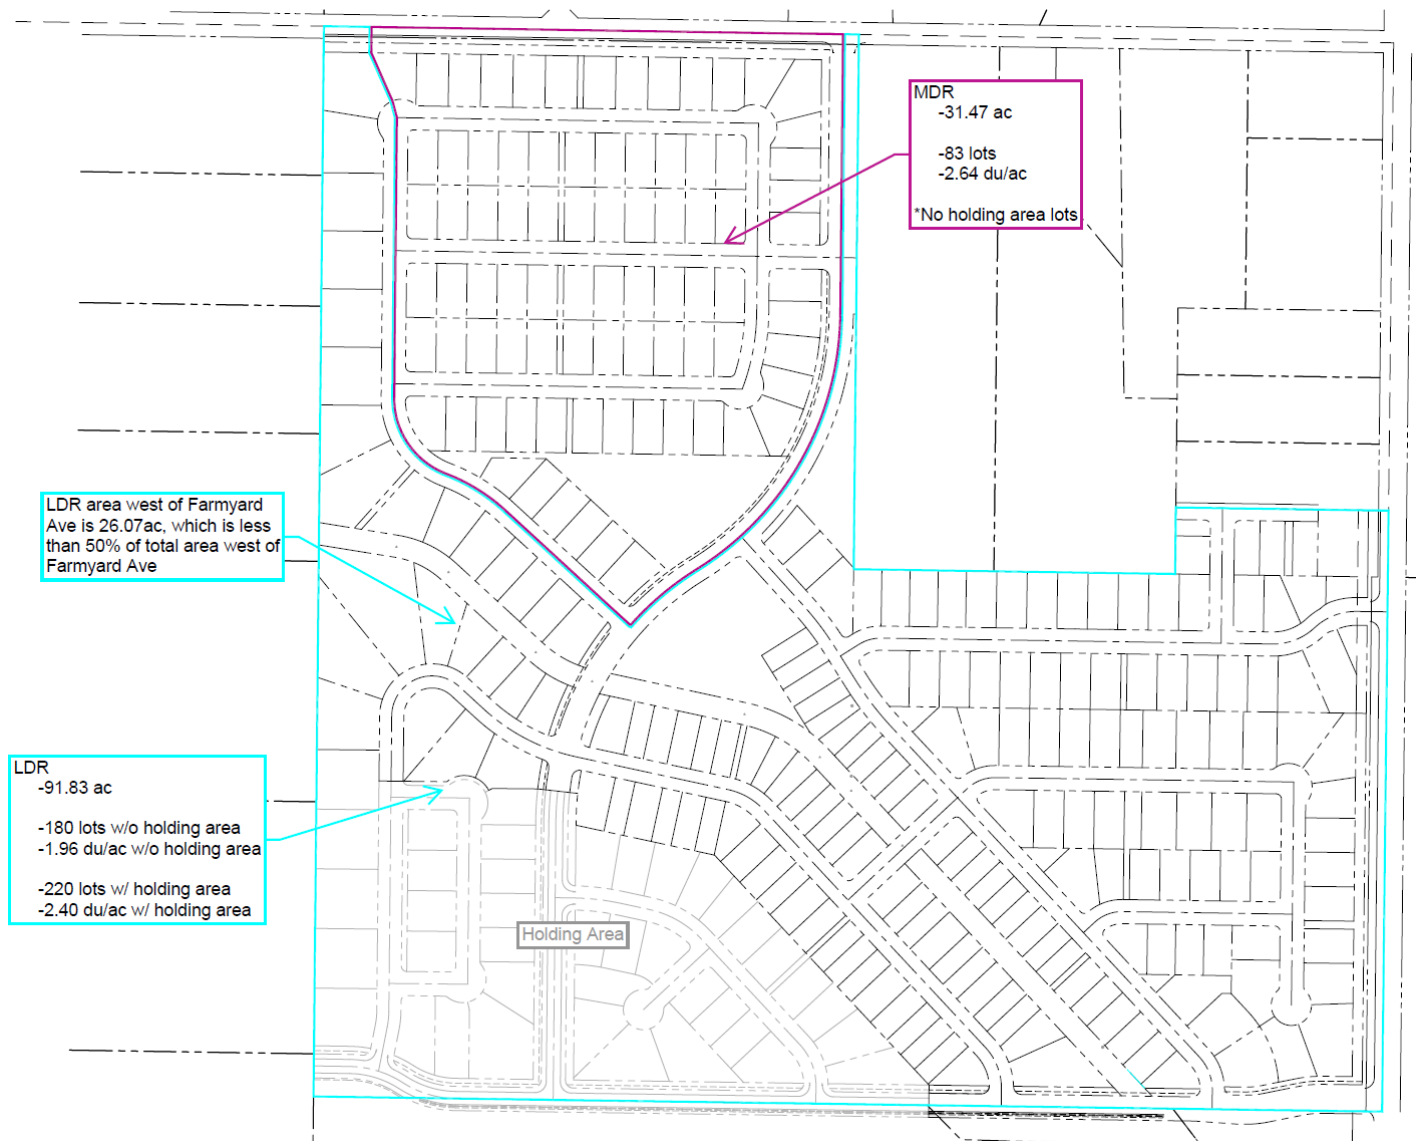 MDR
-31.47 ac
-83 lots
-2.64 du/ac
*No holding area lots
LDR area west of Farmyard
Ave is 26.07ac, which is less
than 50% of total area west of
Farmyard Ave
LDR
-91.83 ac
-180 lots w/o holding area
-1.96 du/ac w/o holding area
-220 lots w/ holding area
-2.40 du/ac w/ holding area
Holding Area